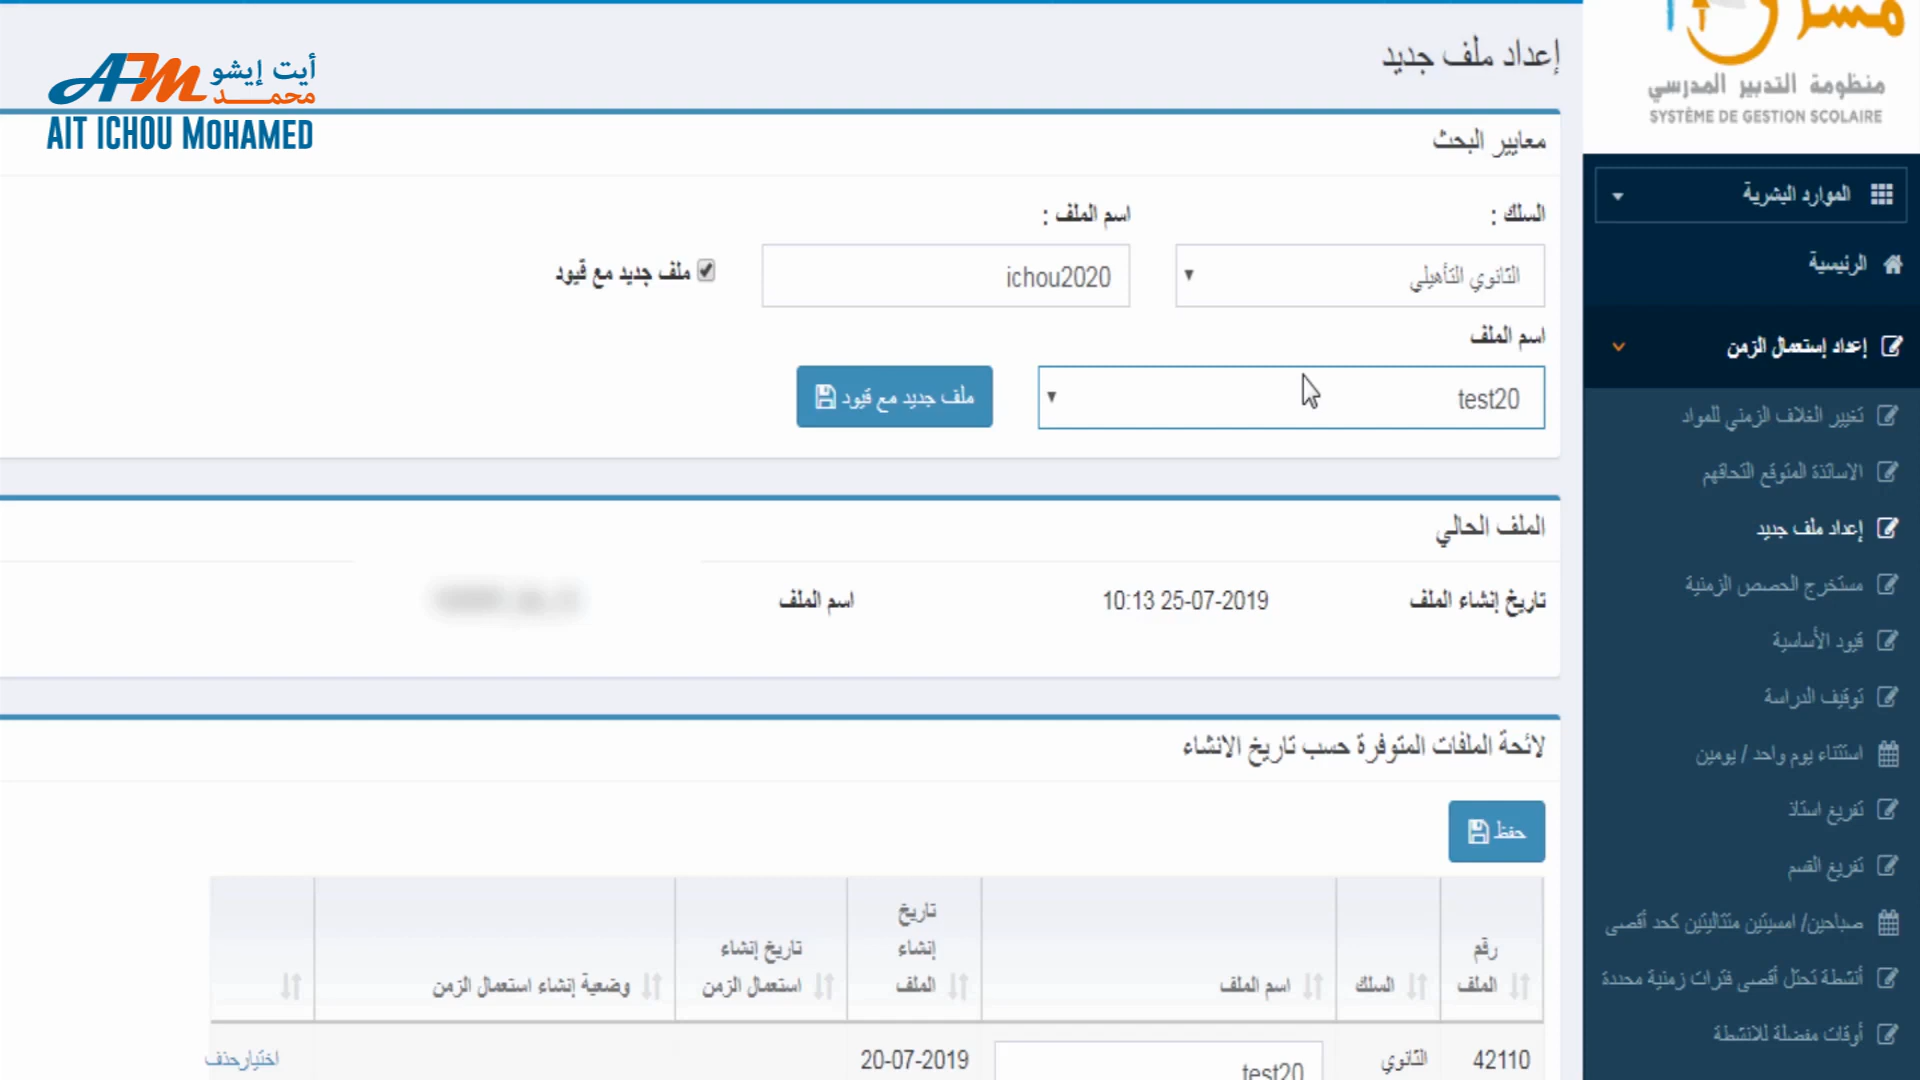 إعداد ملف جديد
أيت إيشو
محمد
AIT ICHOU MOHAMED
معايير البحث
السلك :
اسم الملف :
الثانوي التأهيلي
ichou2020
ملف جديد مع قيود
اسم الملف
test20
ملف جديد مع قيود
الملف الحالي
تاريخ إنشاء الملف
10:13 25-07-2019
اسم الملف
لائحة الملفات المتوفرة حسب تاريخ الانشاء
حفظ
رقم الملف
السلك
اسم الملف
تاريخ إنشاء الملف
تاريخ إنشاء استعمال الزمن
وضعية إنشاء استعمال الزمن
42110
الثانوي
test20
20-07-2019
اختيار
حذف
منظومة التدبير المدرسي
SYSTÈME DE GESTION SCOLAIRE
الموارد البشرية
الرئيسية
إعداد إستعمال الزمن
تغيير الغلاف الزمني للمواد
الاساتذة المتوقع التحاقهم
إعداد ملف جديد
مستخرج الحصص الزمنية
قيود الأساسية
توقيف الدراسة
استثناء يوم واحد / يومين
تفريغ استاذ
تفريغ القسم
صباحين/ امسيتين متتاليتين كحد أقصى
أنشطة تحتل أقصى فترات زمنية محددة
أوقات مفضلة للانشطة